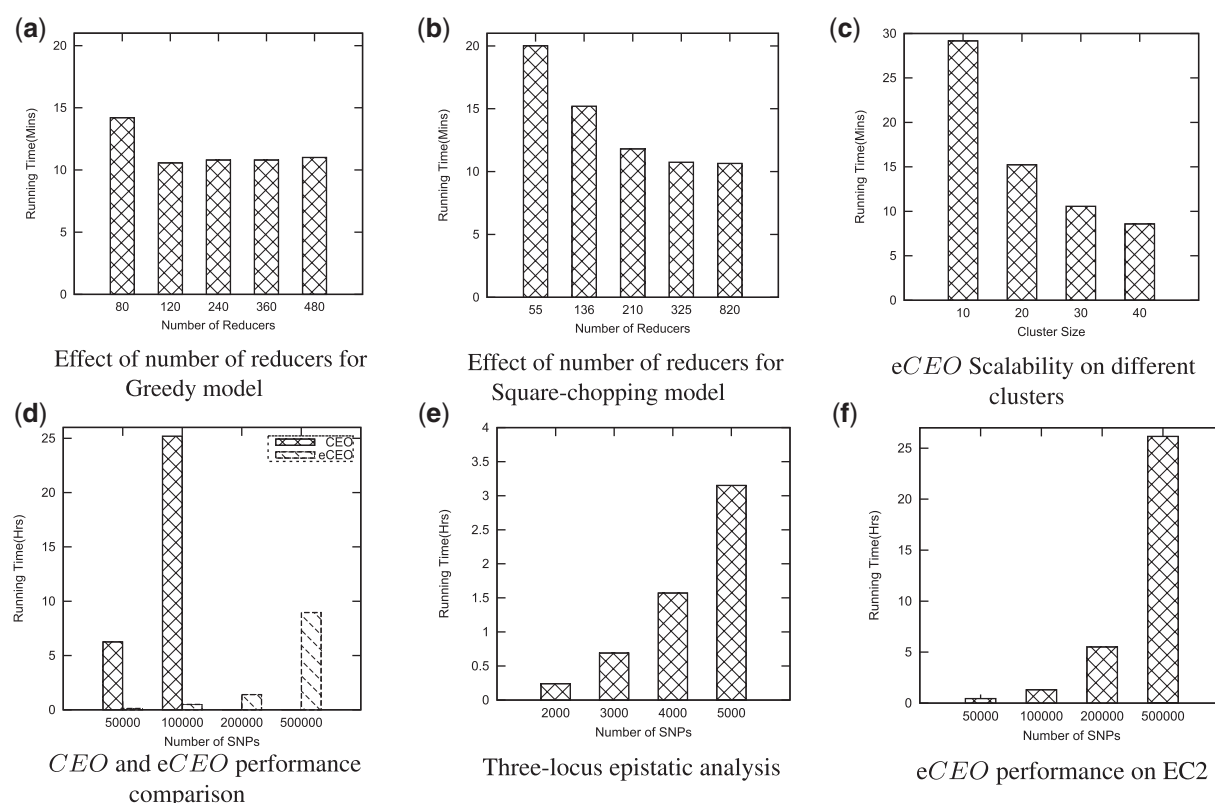 (a)
20
15
10
5
0
Running Time(Mins)
80 120 240 360 480
Number of Reducers
Effect of number of reducers for
Greedy model
(b)
20
15
10
5
0
Running Time(Mins)
55 136 210 325 820
Number of Reducers
Effect of number of reducers for
Square-chopping model
(c)
30
25
20
15
10
5
0
Running Time(Mins)
10 20 30 40
Cluster Size
eCEO Scalability on different
clusters
(d)
25
20
15
10
5
0
Running Time(Hrs)
CEO
eCEO
50000 100000 200000 500000
Number of SNPs
CEO and eCEO performance
comparison
(e)
4
3.5
3
2.5
2
1.5
1
0.5
0
Running Time(Hrs)
2000 3000 4000 5000
Number of SNPs
Three-locus epistatic analysis
(f)
25
20
15
10
5
0
Running Time(Hrs)
50000 100000 200000 500000
Number of SNPs
eCEO performance on EC2